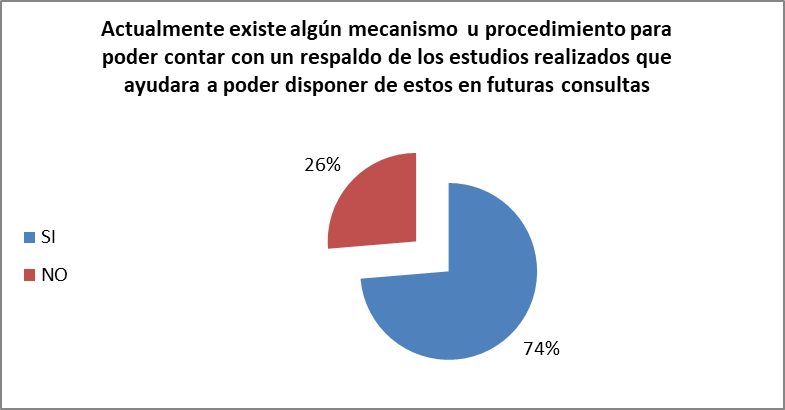 Actualmente existe algún mecanismo u procedimiento para
poder contar con un respaldo de los estudios realizados que
ayudara a poder disponer de estos en futuras consultas
26%
SI
NO
74%